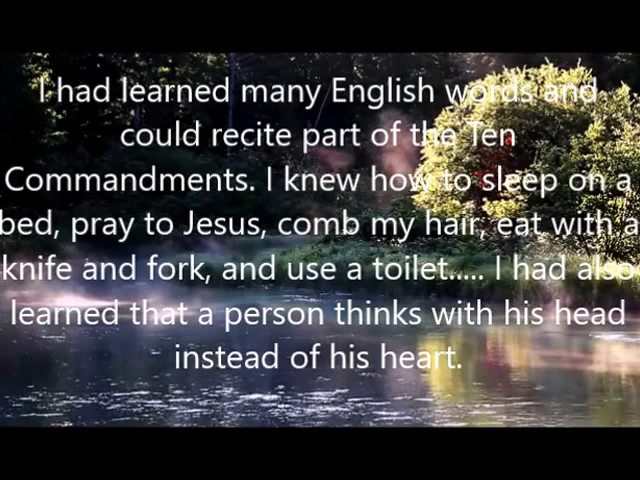 I had learned many English words and
could recite part of the Ten
Commandments. I knew how to sleep on a
bed, pray to Jesus, comb my hair, eat with a
knife and fork, and use a toilet..... I had also
learned that a person thinks with his head
instead of his heart.